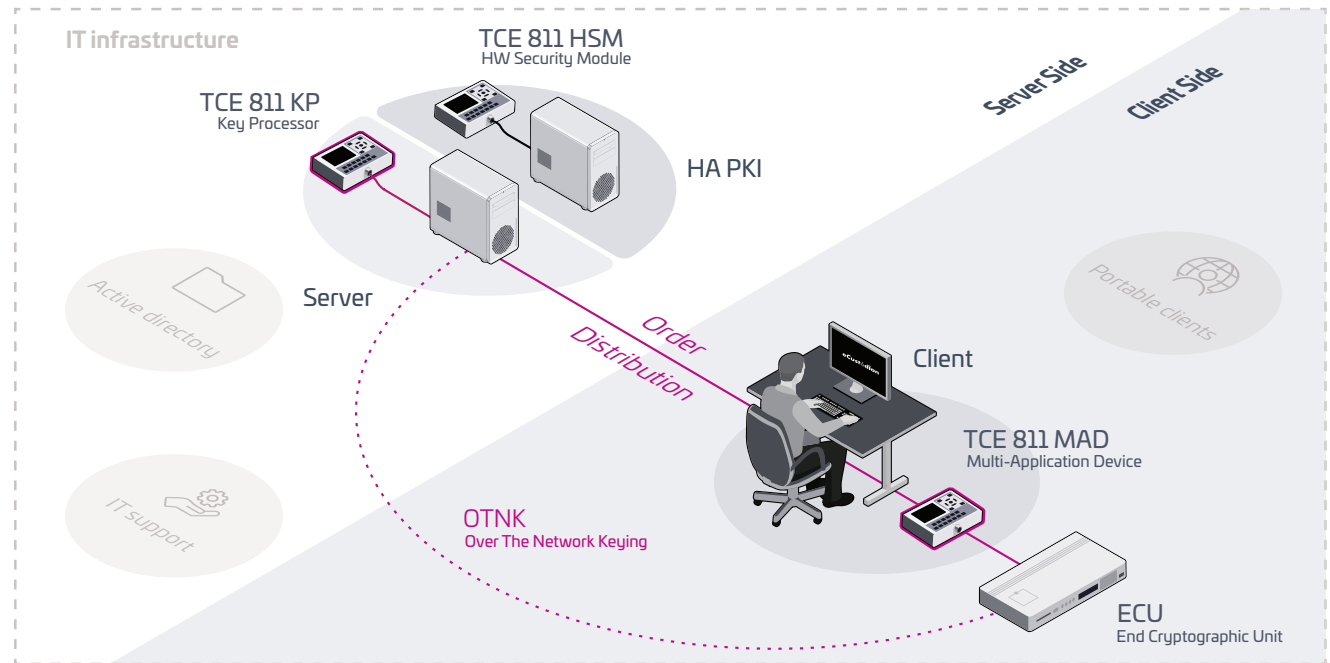 IT infrastructure
TCE 811 HSM
HW Security Module
TCE 811 KP
Key Processor
Server Side
Client Side
HA PKI
Active directory
Server
Portable clients
Order
Distribution
eCustodian
Client
TCE 811 MAD
Multi-Application Device
IT support
OTNK
Over The Network Keying
ECU
End Cryptographic Unit